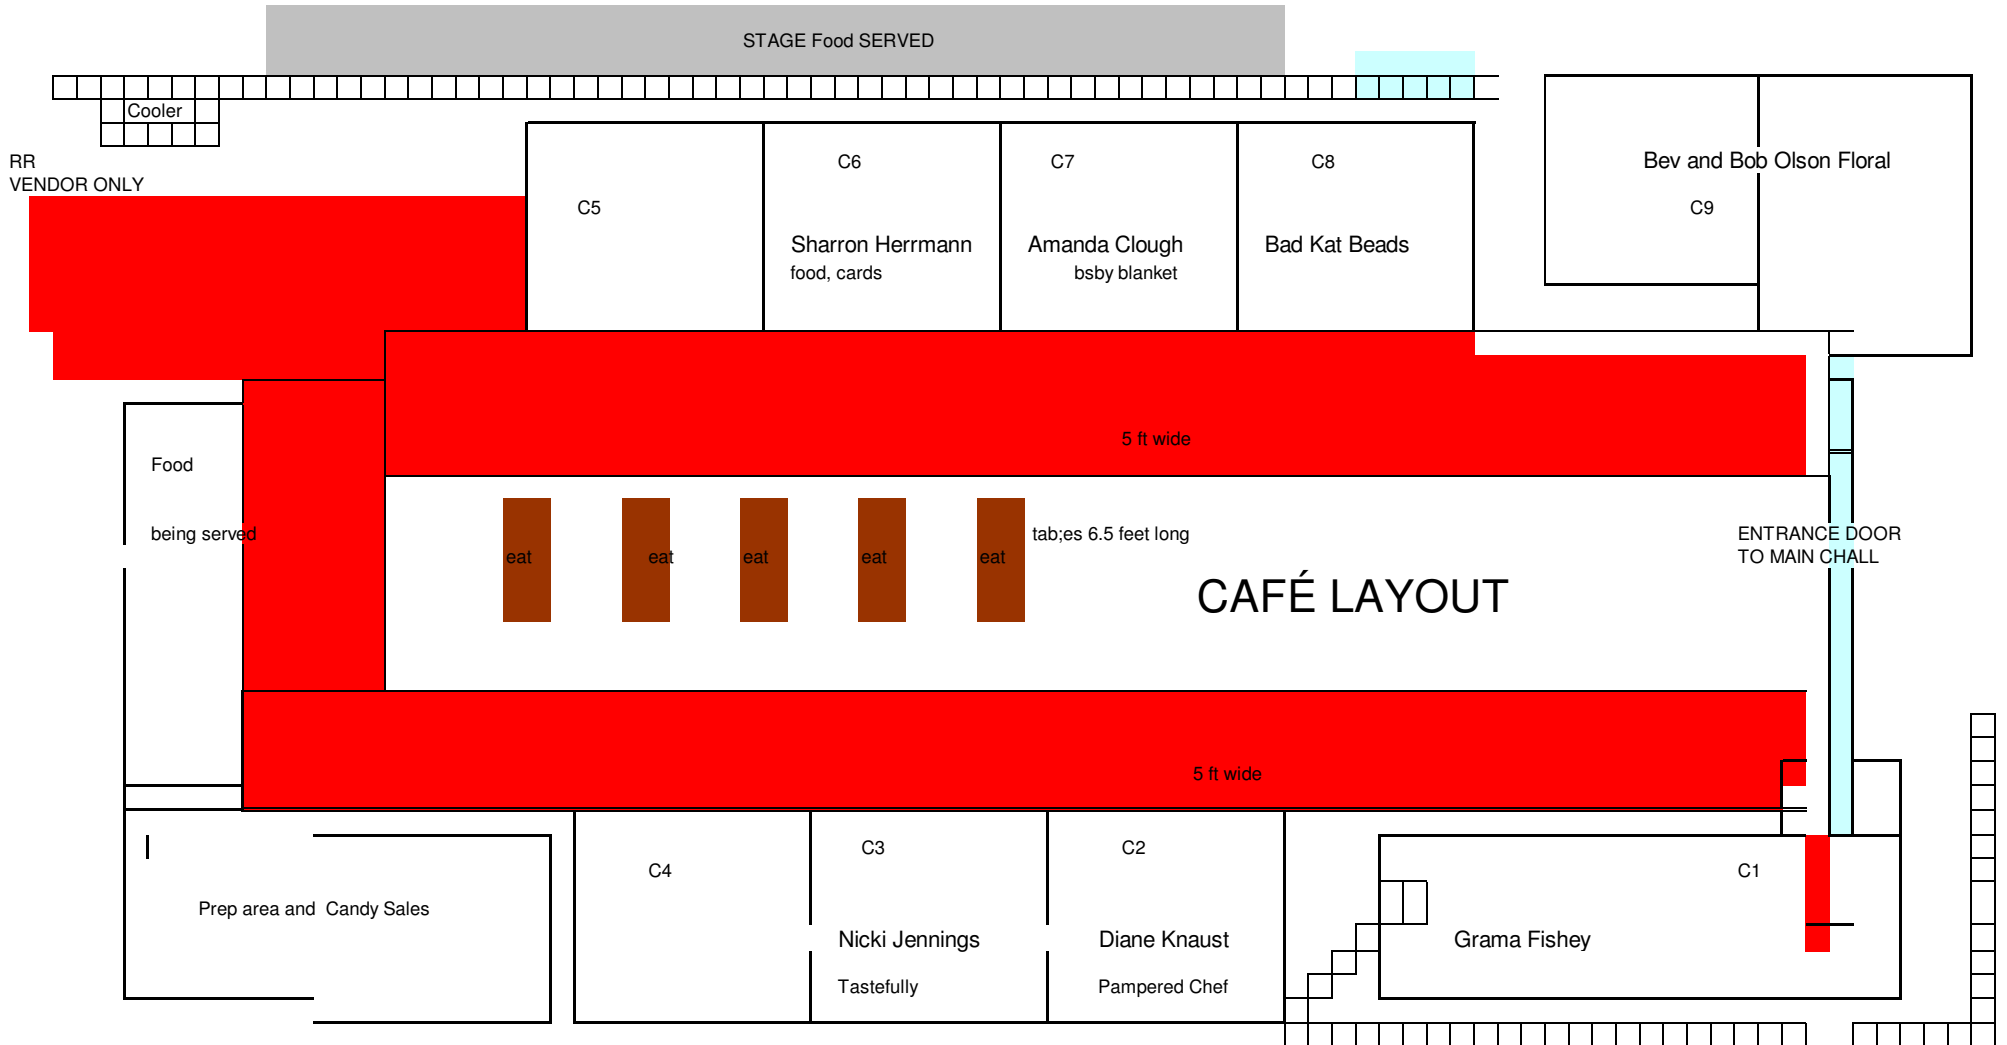 STAGE Food SERVED
Cooler
RR
VENDOR ONLY
C6
C7
C8
Bev and Bob Olson Floral
C5
C9
Sharron Herrmann
Amanda Clough
Bad Kat Beads
food, cards
bsby blanket
5 ft wide
Food
being served
tab;es 6.5 feet long
ENTRANCE DOOR
TO MAIN CHALL
eat
eat
eat
eat
eat
CAFÉ LAYOUT
5 ft wide
C3
C2
C4
C1
Prep area and  Candy Sales
Nicki Jennings
Diane Knaust
Grama Fishey
Tastefully
Pampered Chef